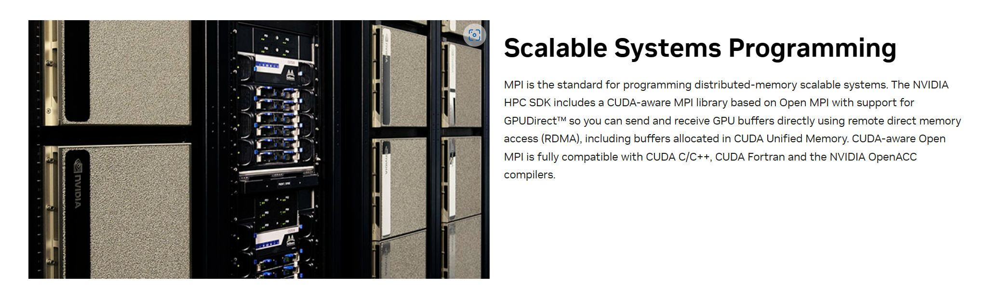 NVIDIA
NVIDIA
NVIDIA
Scalable Systems Programming
MPI is the standard for programming distributed-memory scalable systems. The NVIDIA
HPC SDK includes a CUDA-aware MPI library based on Open MPI with support for
GPUDirect™ so you can send and receive GPU buffers directly using remote direct memory
access (RDMA), including buffers allocated in CUDA Unified Memory. CUDA-aware Open
MPI is fully compatible with CUDA C/C++, CUDA Fortran and the NVIDIA OpenACC
compilers.